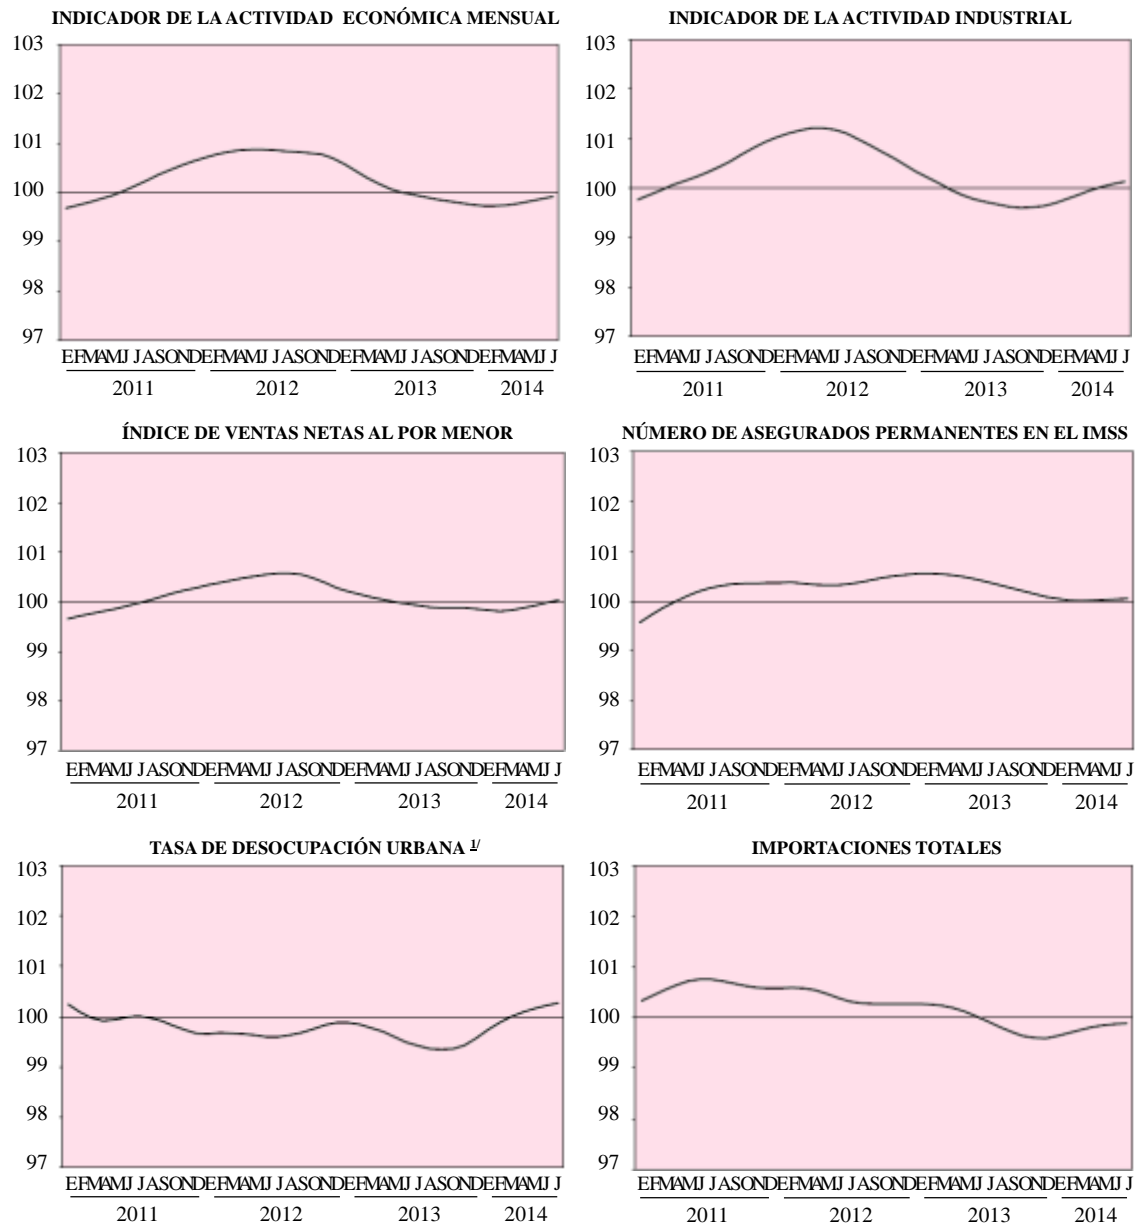 INDICADOR DE LA ACTIVIDAD ECONÓMICA MENSUAL
103
102
101
100
99
98
97
EFMAMJ JASONDEFMAMJ JASONDEFMAMJ JASONDEFMAMJ J
2011 2012 2013 2014
INDICADOR DE LA ACTIVIDAD INDUSTRIAL
103
102
101
100
99
98
97
EFMAMJ JASONDEFMAMJ JASONDEFMAMJ JASONDEFMAMJ J
2011 2012 2013 2014
ÍNDICE DE VENTAS NETAS AL POR MENOR
103
102
101
100
99
98
97
EFMAMJ JASONDEFMAMJ JASONDEFMAMJ JASONDEFMAMJ J
2011 2012 2013 2014
NÚMERO DE ASEGURADOS PERMANENTES EN EL IMSS
103
102
101
100
99
98
97
EFMAMJ JASONDEFMAMJ JASONDEFMAMJ JASONDEFMAMJ J
2011 2012 2013 2014
TASA DE DESOCUPACIÓN URBANA 1/
103
102
101
100
99
98
97
EFMAMJ JASONDEFMAMJ JASONDEFMAMJ JASONDEFMAMJ J
2011 2012 2013 2014
IMPORTACIONES TOTALES
103
102
101
100
99
98
97
EFMAMJ JASONDEFMAMJ JASONDEFMAMJ JASONDEFMAMJ J
2011 2012 2013 2014